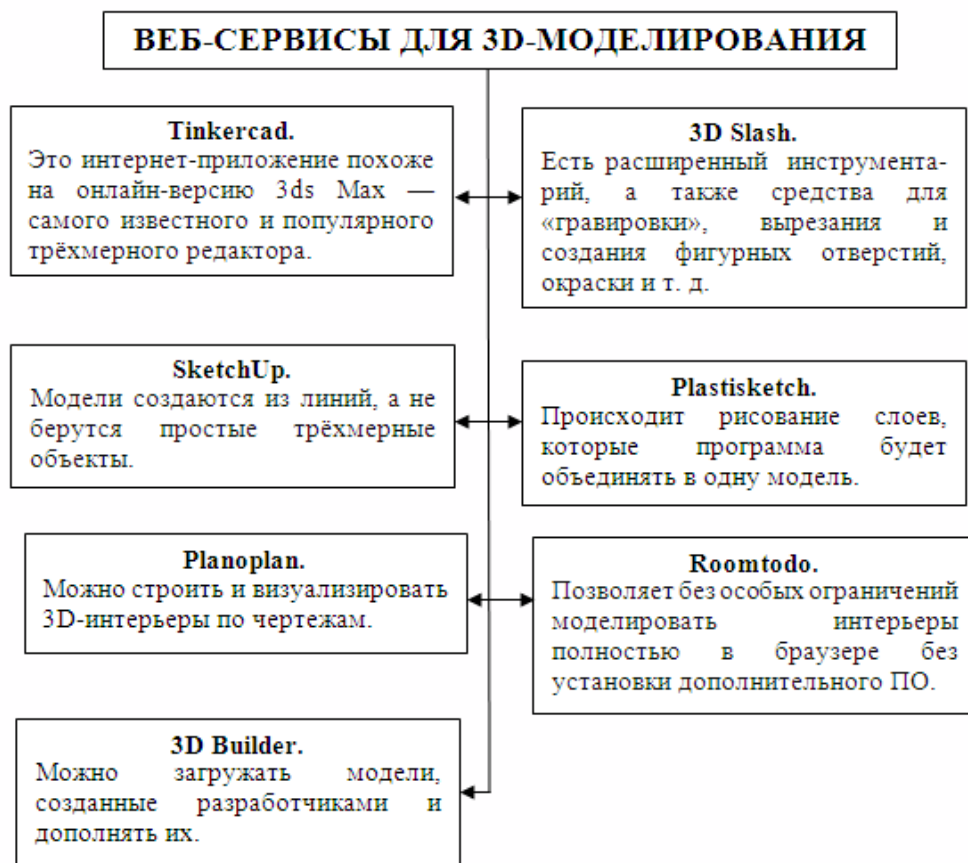 ВЕБ-СЕРВИСЫ ДЛЯ 3D-МОДЕЛИРОВАНИЯ
Tinkercad.
Это интернет-приложение похоже
на онлайн-версию 3ds Max —
самого известного и популярного
трёхмерного редактора.
3D Slash.
Есть расширенный инструмента-
рий, а также средства для
«гравировки», вырезания и
создания фигурных отверстий,
окраски и т. д.
SketchUp.
Модели создаются из линий, а не
берутся простые трёхмерные
объекты.
Plastisketch.
Происходит рисование слоев,
которые программа будет
объединять в одну модель.
Planoplan.
Можно строить и визуализировать
3D-интерьеры по чертежам.
Roomtodo.
Позволяет без особых ограничений
моделировать интерьеры
полностью в браузере без
установки дополнительного ПО.
3D Builder.
Можно загружать модели,
созданные разработчиками и
дополнять их.